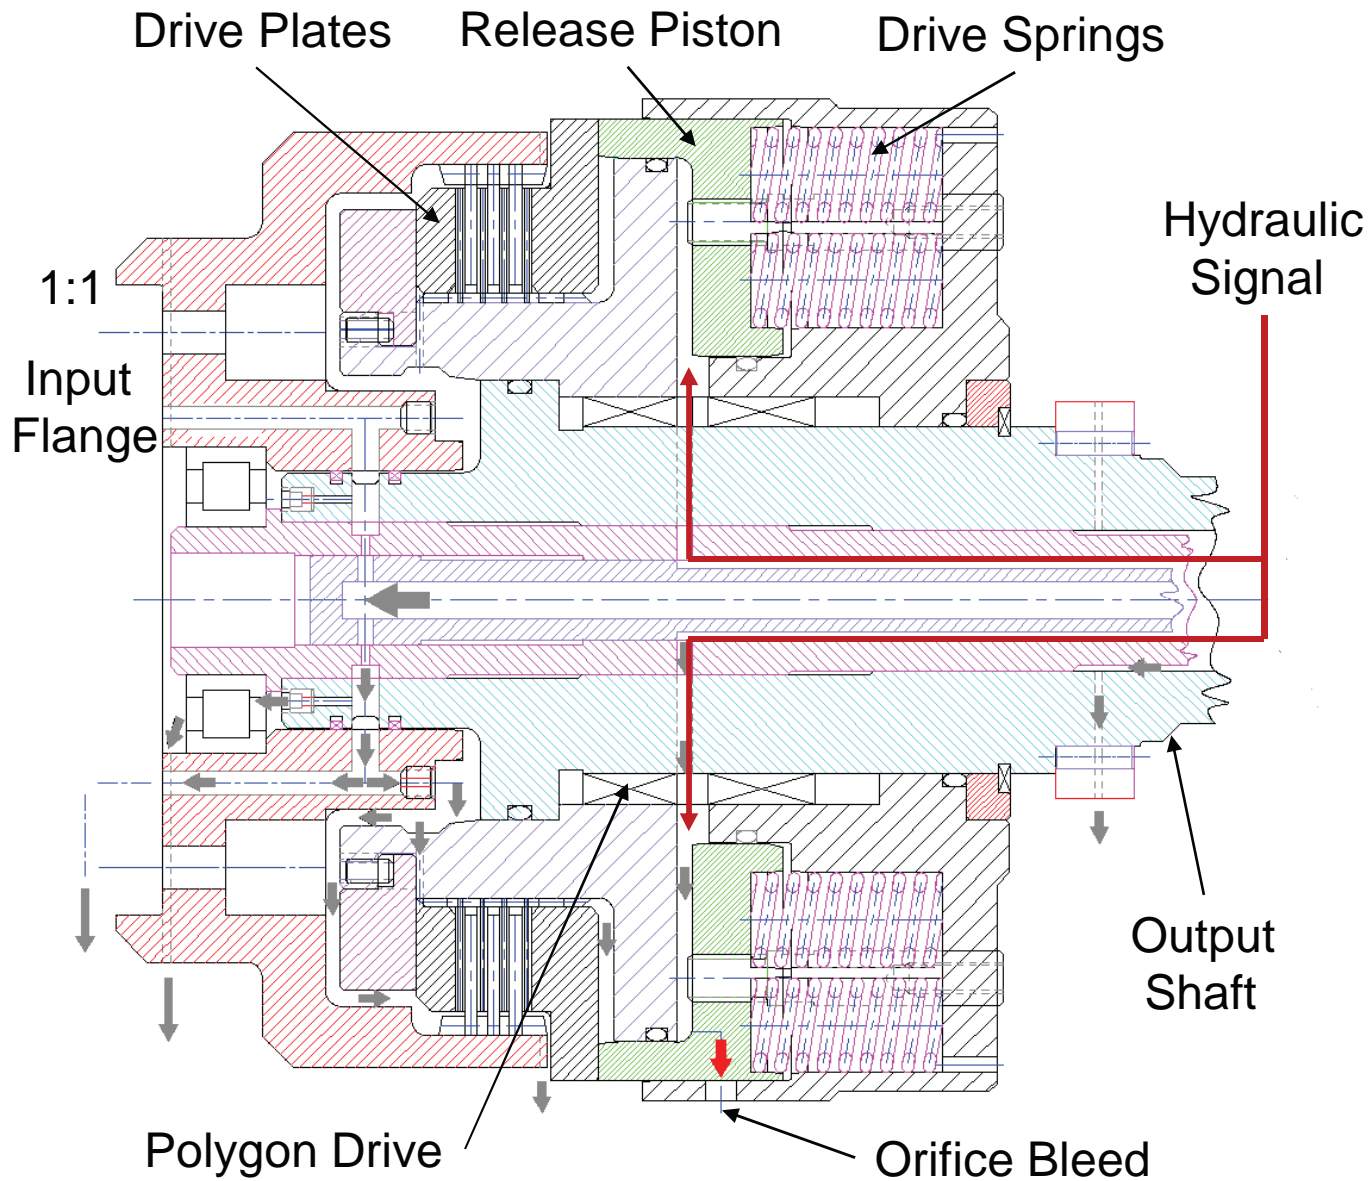 Drive Plates
Release Piston
Drive Springs
Hydraulic
Signal
1:1
Input
Flange
Output
Shaft
Polygon Drive
Orifice Bleed